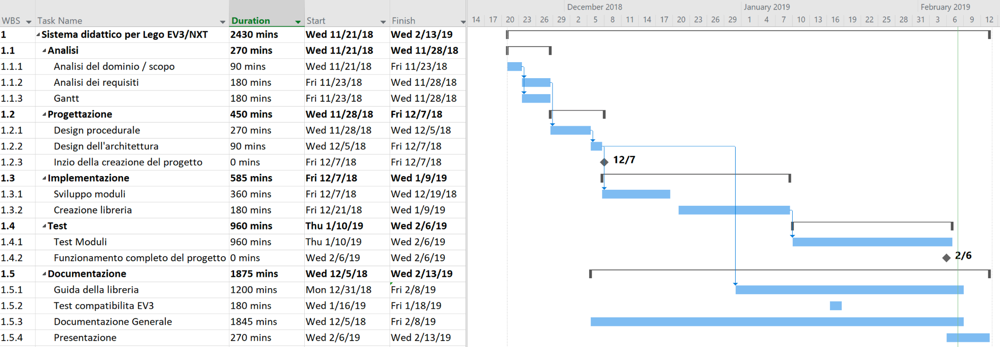 December 2018 January 2019 February 2019
WBS Task Name Duration Start Finish 14 17 20 23 26 29 2 5 8 11 14 17 20 23 26 29 1 4 7 10 13 16 19 22 25 28 31 3 6 9 12
1 Sistema didattico per Lego EV3/NXT 2430 mins Wed 11/21/18 Wed 2/13/19
1.1 Analisi 270 mins Wed 11/21/18 Wed 11/28/18
1.1.1 Analisi del dominio / scopo 90 mins Wed 11/21/18 Fri 11/23/18
1.1.2 Analisi dei requisiti 180 mins Fri 11/23/18 Wed 11/28/18
1.1.3 Gantt 180 mins Fri 11/23/18 Wed 11/28/18
1.2 Progettazione 450 mins Wed 11/28/18 Fri 12/7/18
1.2.1 Design procedurale 270 mins Wed 11/28/18 Wed 12/5/18
1.2.2 Design dell'architettura 90 mins Wed 12/5/18 Fri 12/7/18
1.2.3 Inzio della creazione del progetto 0 mins Fri 12/7/18 Fri 12/7/18 12/7
1.3 Implementazione 585 mins Fri 12/7/18 Wed 1/9/19
1.3.1 Sviluppo moduli 360 mins Fri 12/7/18 Wed 12/19/18
1.3.2 Creazione libreria 180 mins Fri 12/21/18 Wed 1/9/19
1.4 Test 960 mins Thu 1/10/19 Wed 2/6/19
1.4.1 Test Moduli 960 mins Thu 1/10/19 Wed 2/6/19
1.4.2 Funzionamento completo del progetto 0 mins Wed 2/6/19 Wed 2/6/19 2/6
1.5 Documentazione 1875 mins Wed 12/5/18 Wed 2/13/19
1.5.1 Guida della libreria 1200 mins Mon 12/31/18 Fri 2/8/19
1.5.2 Test compatibilita EV3 180 mins Wed 1/16/19 Fri 1/18/19
1.5.3 Documentazione Generale 1845 mins Wed 12/5/18 Fri 2/8/19
1.5.4 Presentazione 270 mins Wed 2/6/19 Wed 2/13/19